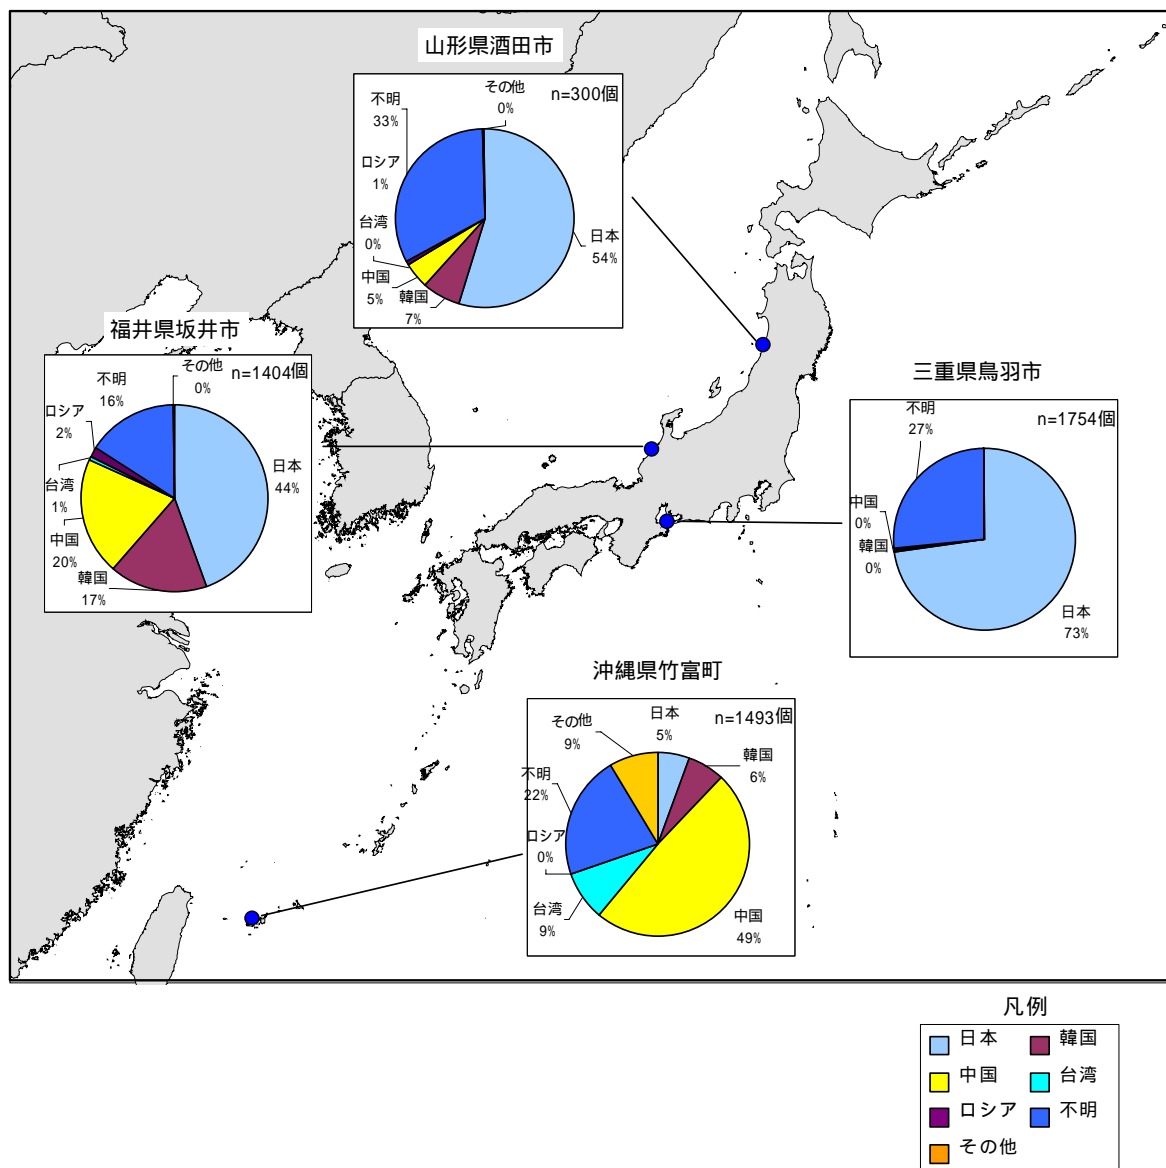 山形県酒田市
n=300個
その他
0%
不明
33%
ロシア
1%
台湾
0%
中国
5%
韓国
7%
日本
54%
福井県坂井市
n=1404個
その他
0%
不明
16%
ロシア
2%
台湾
1%
中国
20%
韓国
17%
日本
44%
三重県鳥羽市
n=1754個
不明
27%
中国
0%
韓国
0%
日本
73%
沖縄県竹富町
n=1493個
日本
5%
その他
9%
韓国
6%
不明
22%
ロシア
0%
台湾
9%
中国
49%
凡例
日本 韓国
中国 台湾
ロシア 不明
その他